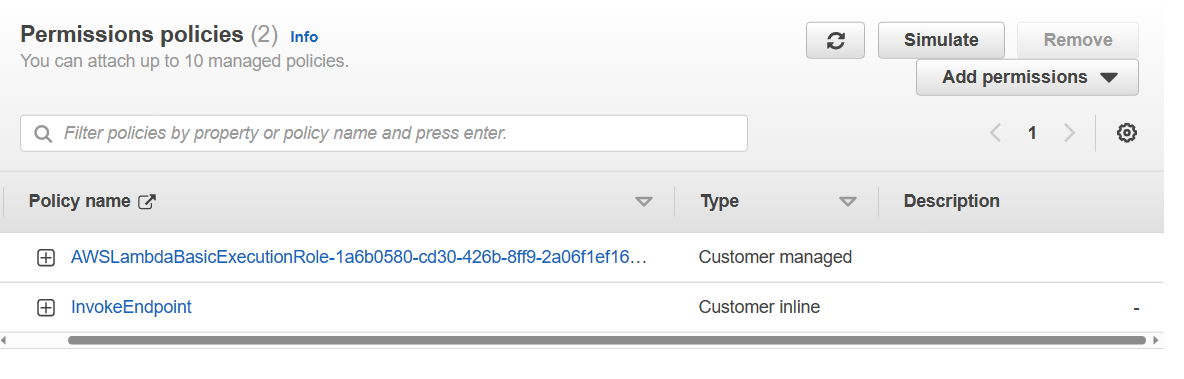 Permissions policies (2) Info
You can attach up to 10 managed policies.
Simulate
Remove
Add permissions
Filter policies by property or policy name and press enter.
1
Policy name Type Description
AWSLambdaBasicExecutionRole-1a6b0580-cd30-426b-8ff9-2a06f1ef16… Customer managed
InvokeEndpoint Customer inline -